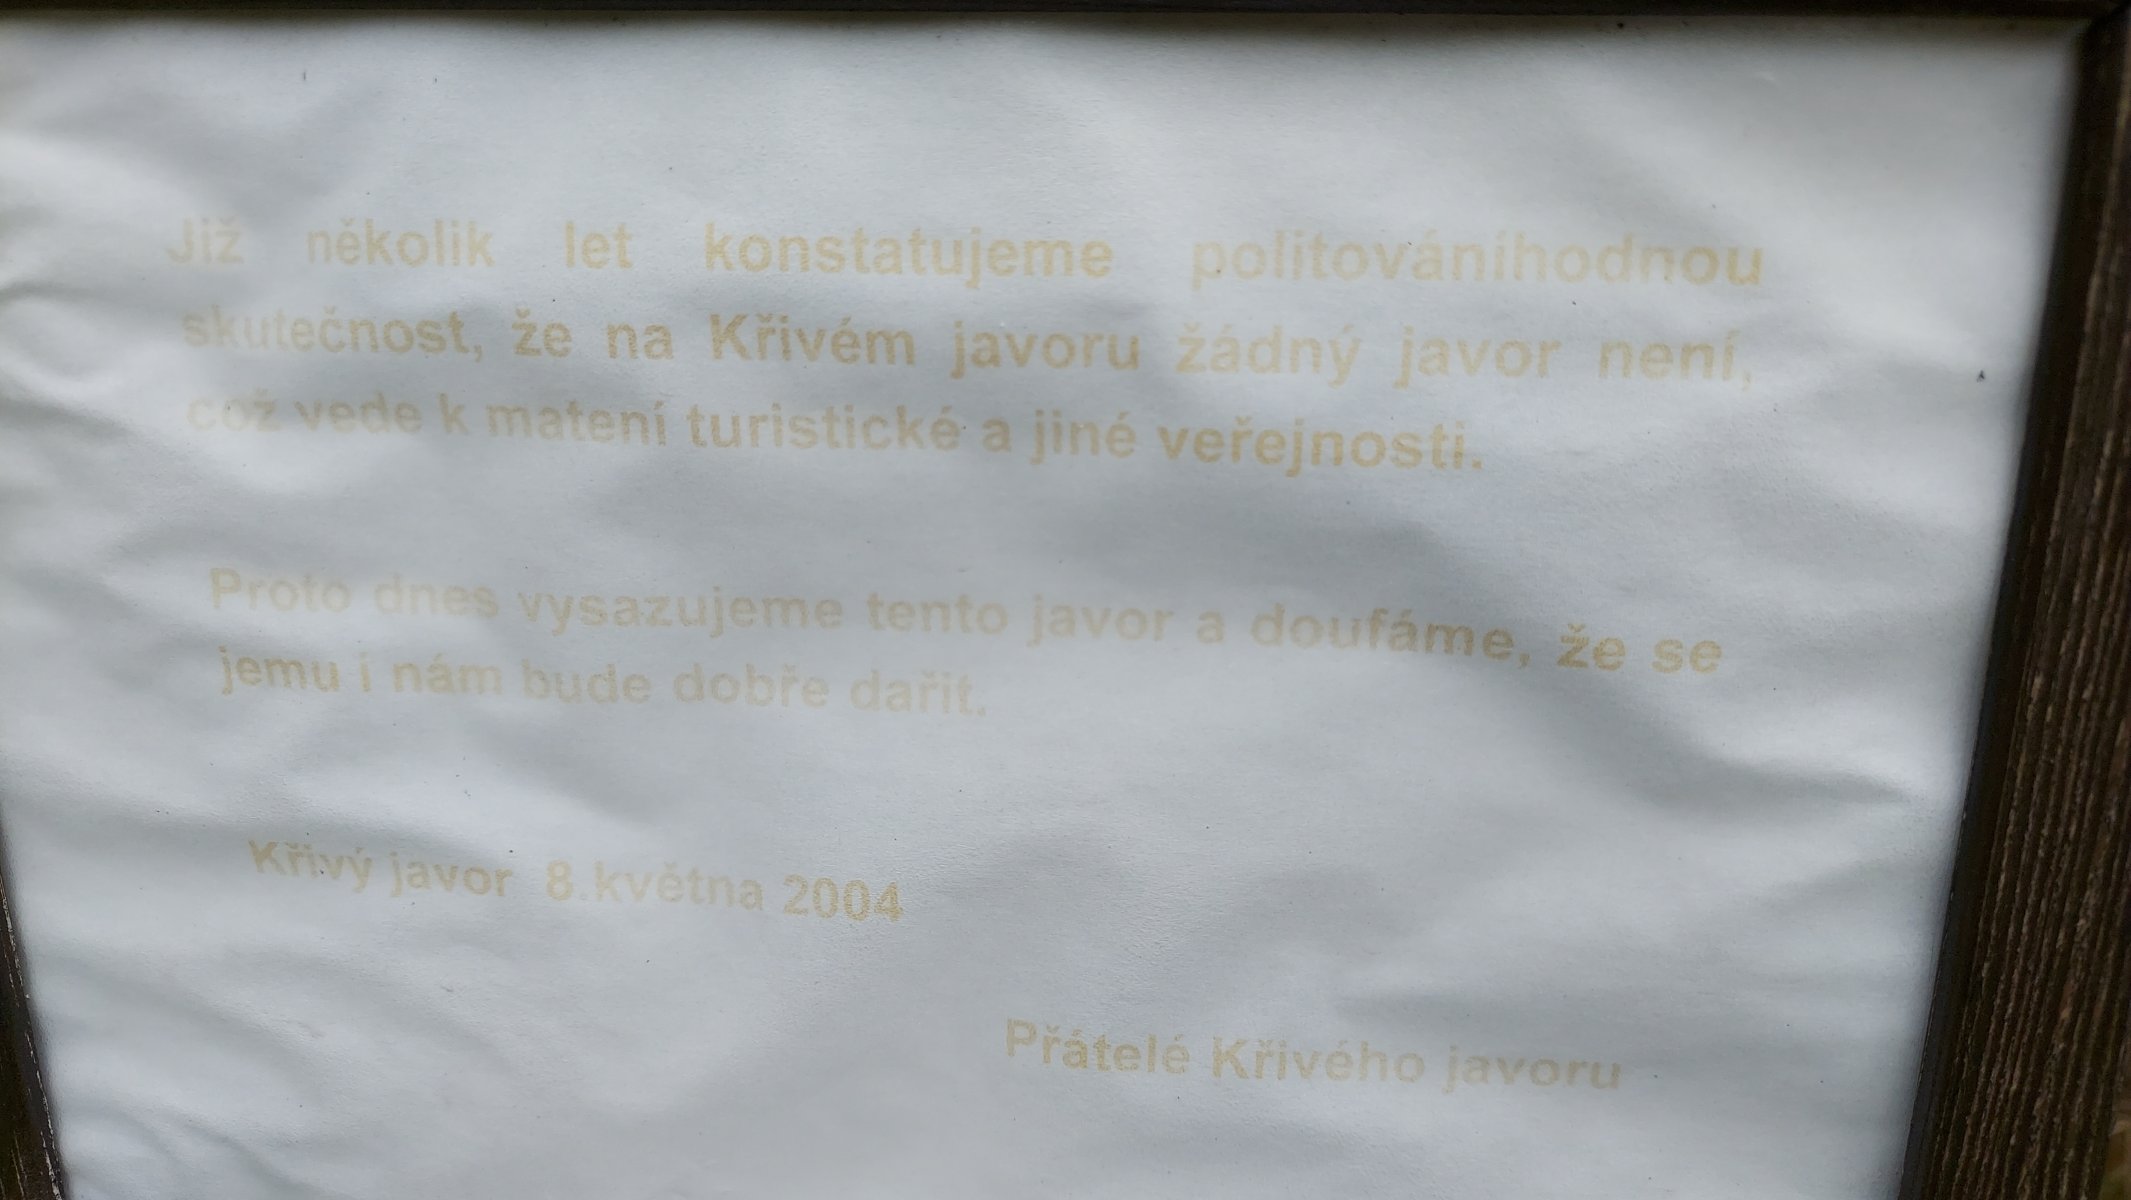 Již několik let konstatujeme politováníhodnou
skutečnost, že na Křivém javoru žádný javor není,
což vede k matení turistické a jiné veřejnosti.
Proto dnes vysazujeme tento javor a doufáme, že se
jemu i nám bude dobře dařit.
Křivý javor 8.května 2004
Přátelé Křivého javoru